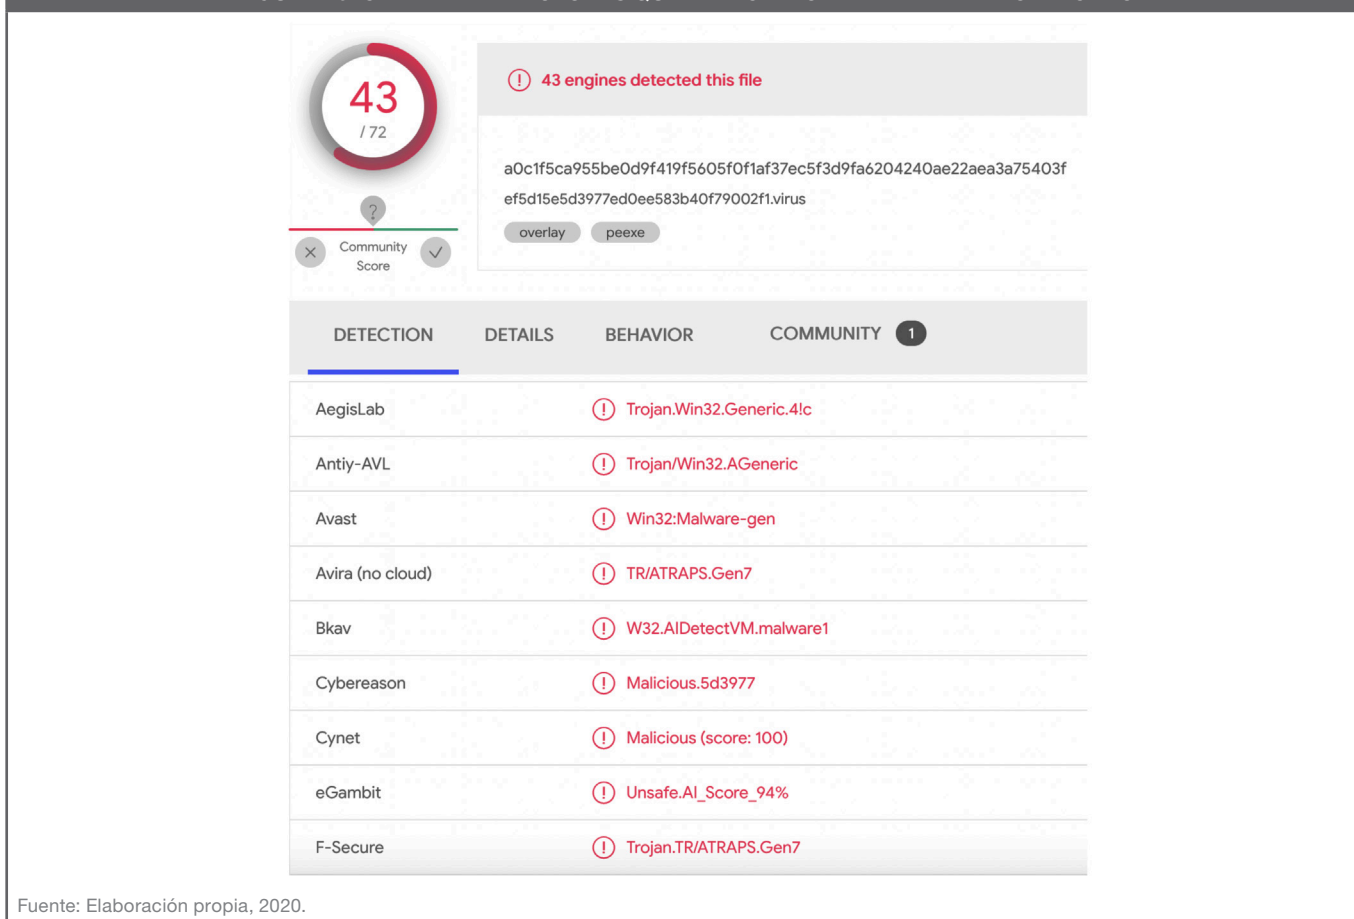 43
/ 72
43 engines detected this file
a0c1f5ca955be0d9f419f5605f0f1af37ec5f3d9fa6204240ae22aea3a75403f
ef5d15e5d3977ed0ee583b40f79002f1.virus
overlay peexe
?
Community
Score
DETECTION DETAILS BEHAVIOR COMMUNITY 1
AegisLab Trojan.Win32.Generic.4!c
Antiy-AVL Trojan/Win32.AGeneric
Avast Win32:Malware-gen
Avira (no cloud) TR/ATRAPS.Gen7
Bkav W32.AIDetectVM.malware1
Cybereason Malicious.5d3977
Cynet Malicious (score: 100)
eGambit Unsafe.AI_Score_94%
F-Secure Trojan.TR/ATRAPS.Gen7
Fuente: Elaboración propia, 2020.